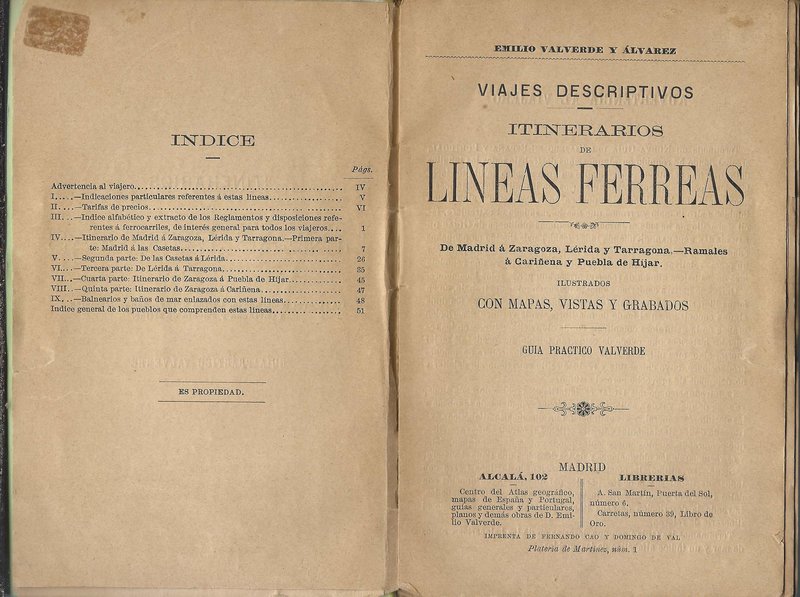 INDICE
Págs.
Advertencia al viajero. IV
I. —Indicaciones particulares referentes á estas lineas. V
II. —Tarifas de precios. VI
III. —Indice alfabético y extracto de los Reglamentos y disposiciones refe-
rentes á ferrocarriles, de interés general para todos los viajeros. 1
IV. —Itinerario de Madrid á Zaragoza, Lérida y Tarragona.—Primera par-
te: Madrid á las Casetas. 7
V. —Segunda parte: De las Casetas á Lérida. 26
VI. —Tercera parte: De Lérida á Tarragona. 35
VII. —Cuarta parte: Itinerario de Zaragoza á Puebla de Hijar. 45
VIII. —Quinta parte: Itinerario de Zaragoza á Cariñena. 47
IX. —Balnearios y baños de mar enlazados con estas lineas. 48
Indice general de los pueblos que comprenden estas lineas. 51
ES PROPIEDAD.
EMILIO VALVERDE Y ÁLVAREZ
VIAJES DESCRIPTIVOS
ITINERARIOS
DE
LINEAS FERREAS
De Madrid á Zaragoza, Lérida y Tarragona.—Ramales
á Cariñena y Puebla de Híjar.
ILUSTRADOS
CON MAPAS, VISTAS Y GRABADOS
GUIA PRACTICO VALVERDE
MADRID
ALCALÁ, 102
Centro del Atlas geográfico,
mapas de España y Portugal,
guías generales y particulares,
planos y demás obras de D. Emi-
lio Valverde.
LIBRERIAS
A. San Martín, Puerta del Sol,
número 6.
Carretas, número 39, Libro de
Oro.
IMPRENTA DE FERNANDO CAO Y DOMINGO DE VAL
Platería de Martinez, núm. 1